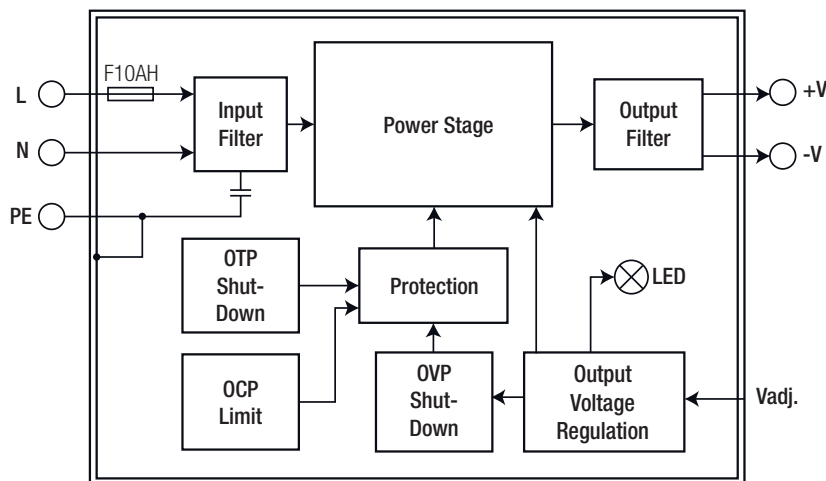 F10AH
L
N
PE
Input
Filter
Power Stage
Output
Filter
+V
-V
OTP
Shut-
Down
Protection
LED
OCP
Limit
OVP
Shut-
Down
Output
Voltage
Regulation
Vadj.